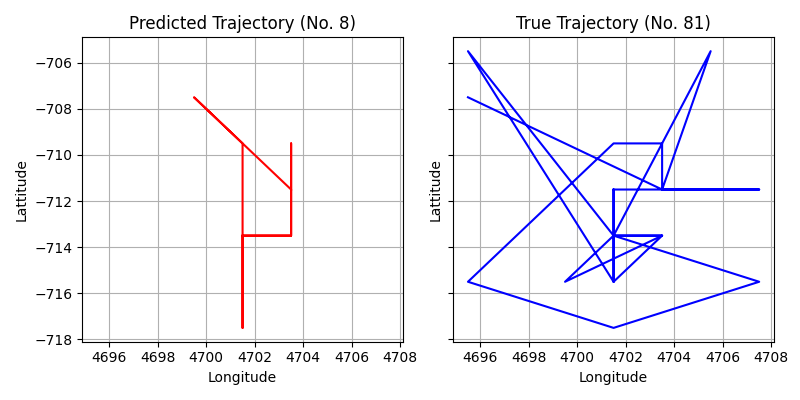 Predicted Trajectory (No. 8)
True Trajectory (No. 81)
Lattitude
−706
−708
−710
−712
−714
−716
−718
4696 4698 4700 4702 4704 4706 4708
Longitude
Lattitude
4696 4698 4700 4702 4704 4706 4708
Longitude